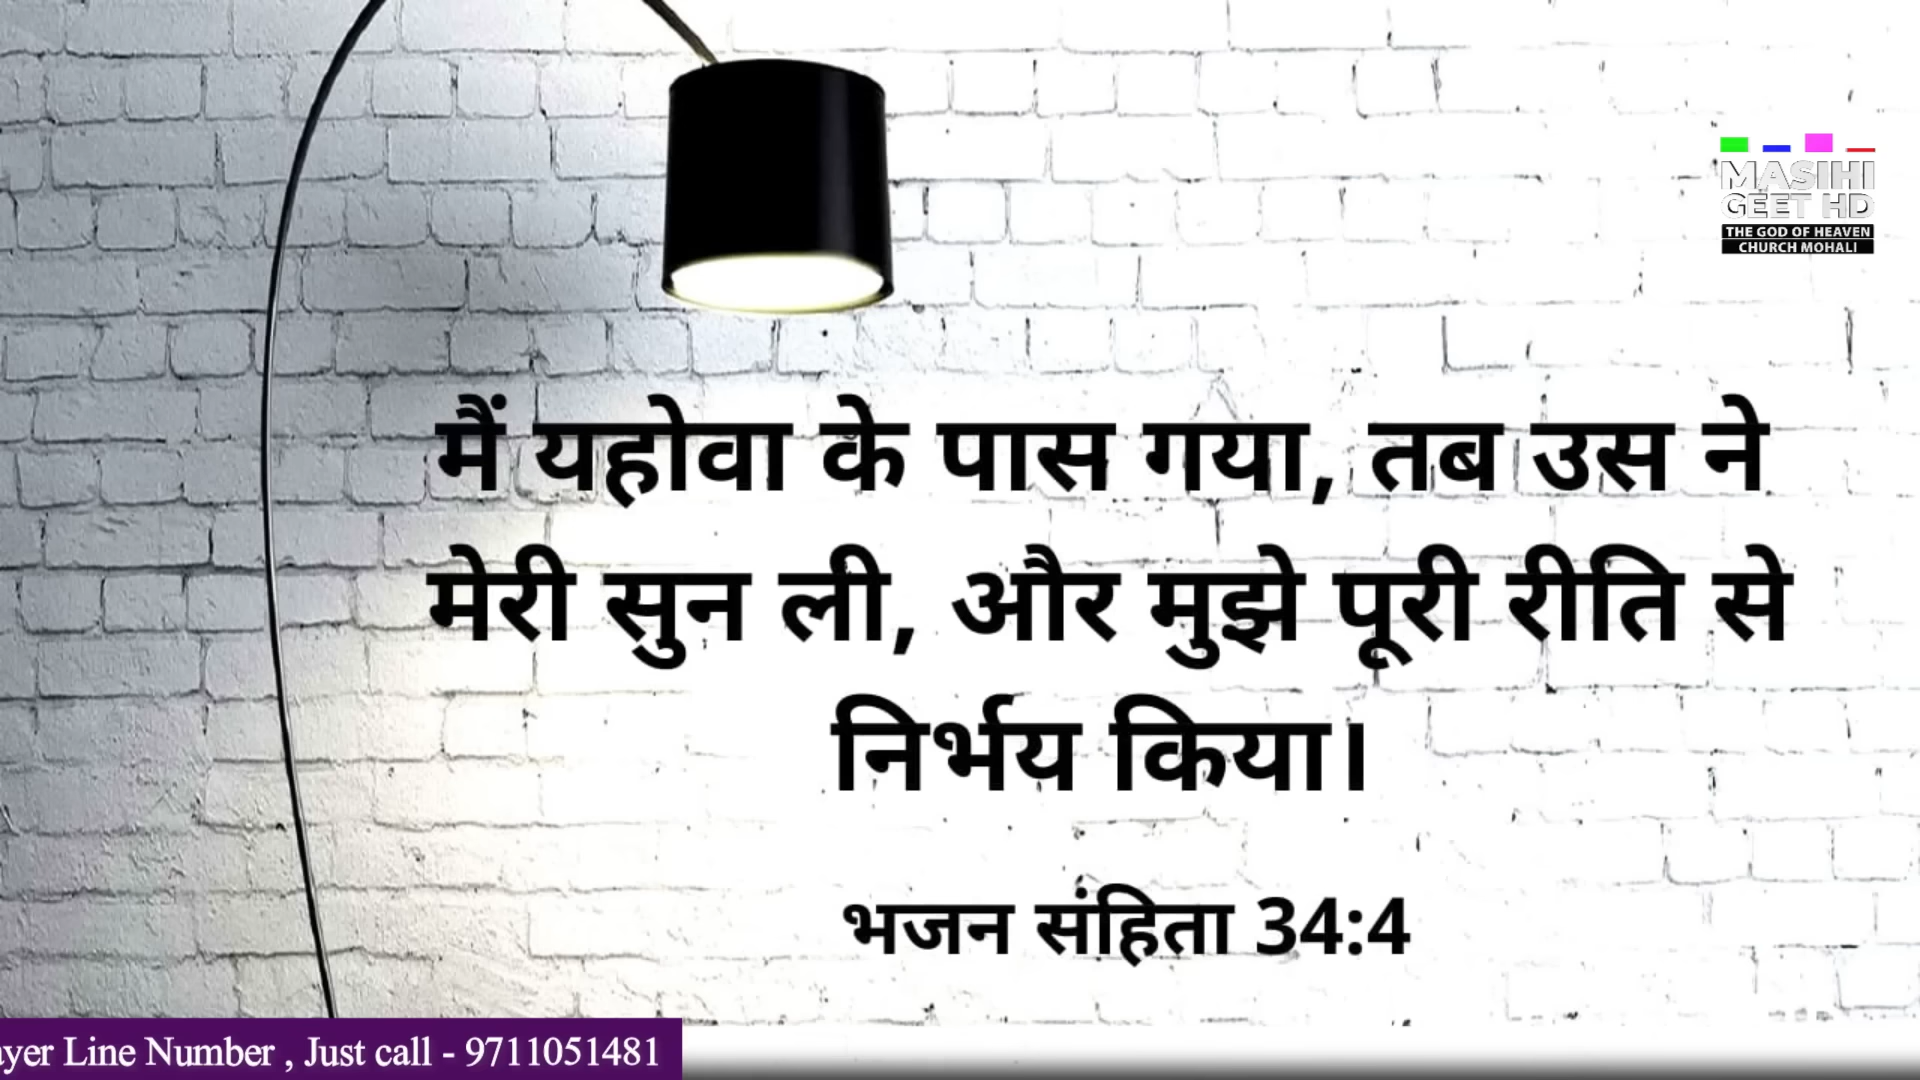 MASIHI
GEET HD
THE GOD OF HEAVEN
CHURCH MOHALI
मैं यहोवा के पास गया, तब उस ने
मेरी सुन ली, और मुझे पूरी रीति से
निर्भय किया।
भजन संहिता 34:4
Line Number , Just call - 9711051481